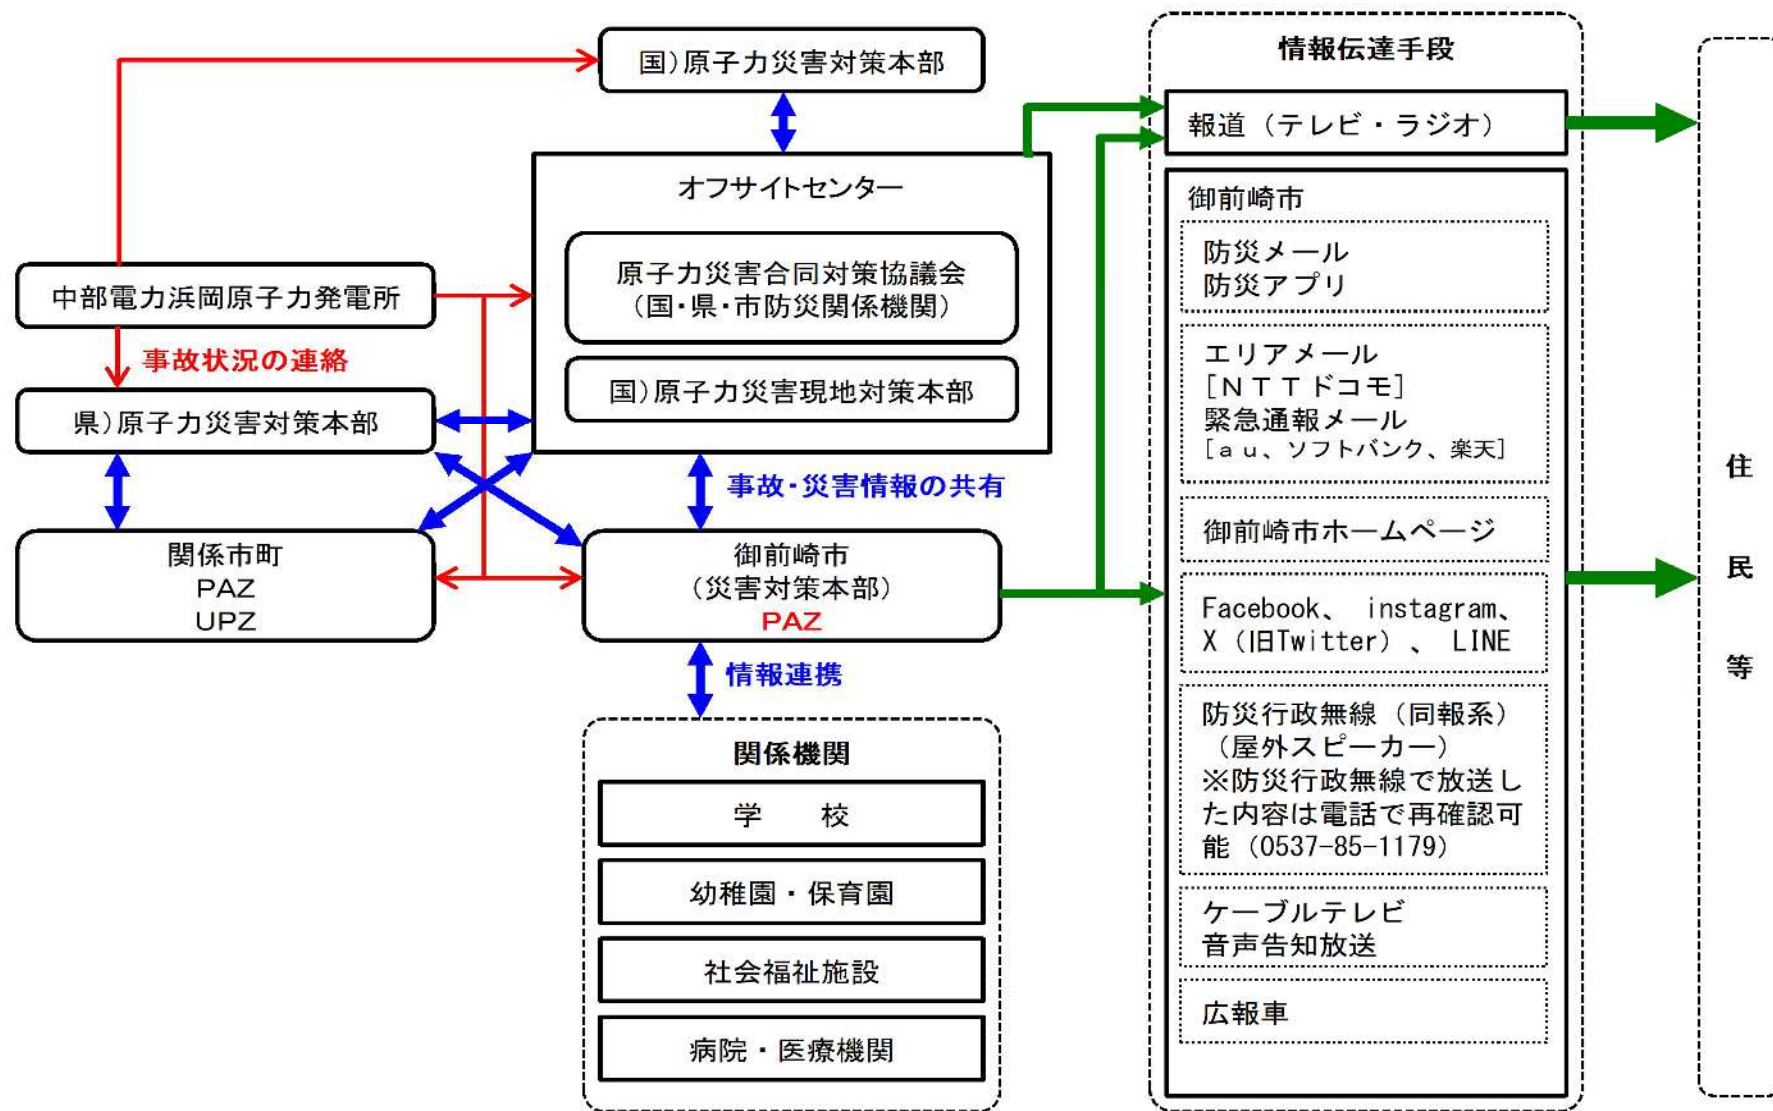 国)原子力災害対策本部
オフサイトセンター
原子力災害合同対策協議会
(国・県・市防災関係機関)
国)原子力災害現地対策本部
中部電力浜岡原子力発電所
事故状況の連絡
県)原子力災害対策本部
事故・災害情報の共有
関係市町
PAZ
UPZ
御前崎市
(災害対策本部)
PAZ
情報連携
関係機関
学　校
幼稚園・保育園
社会福祉施設
病院・医療機関
情報伝達手段
報道（テレビ・ラジオ）
御前崎市
防災メール
防災アプリ
エリアメール
[ＮＴＴドコモ]
緊急通報メール
[ａｕ、ソフトバンク、楽天]
御前崎市ホームページ
Facebook、 instagram、
X（旧Twitter）、 LINE
防災行政無線（同報系）
（屋外スピーカー）
※防災行政無線で放送し
た内容は電話で再確認可
能（0537-85-1179）
ケーブルテレビ
音声告知放送
広報車
住民等